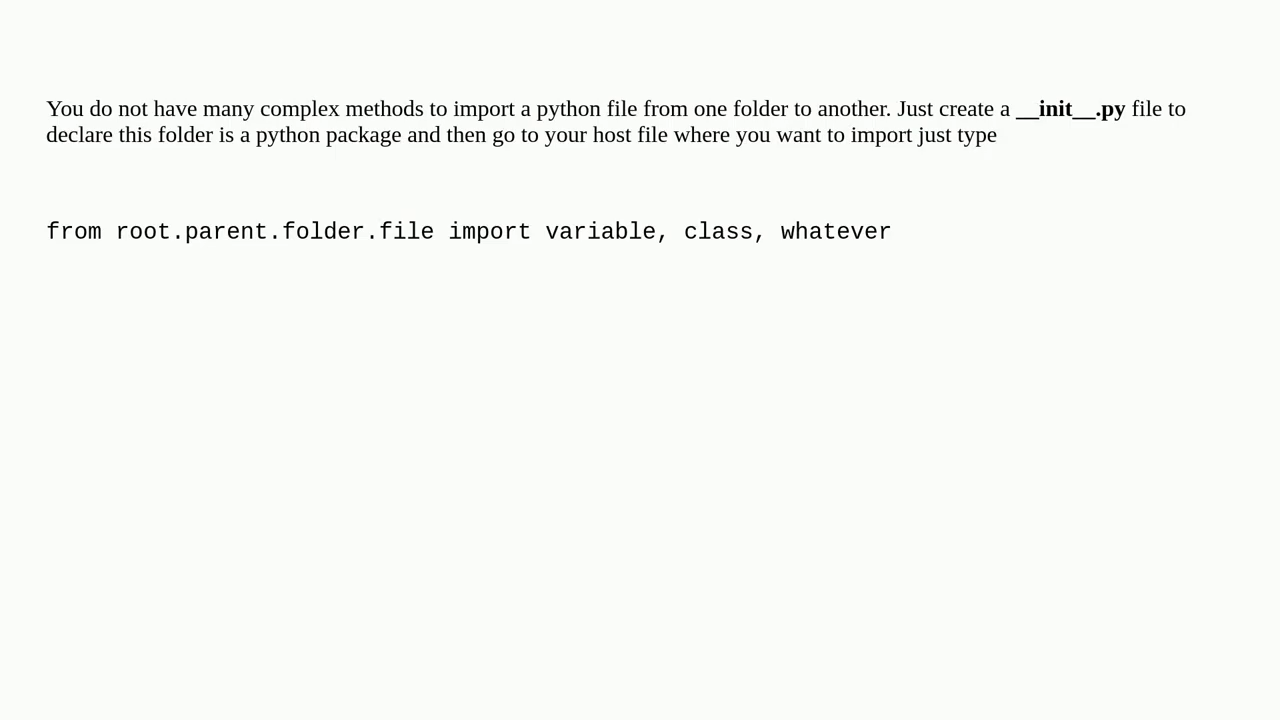 You do not have many complex methods to import a python file from one folder to another. Just create a __init__.py file to
declare this folder is a python package and then go to your host file where you want to import just type
from root.parent.folder.file import variable, class, whatever